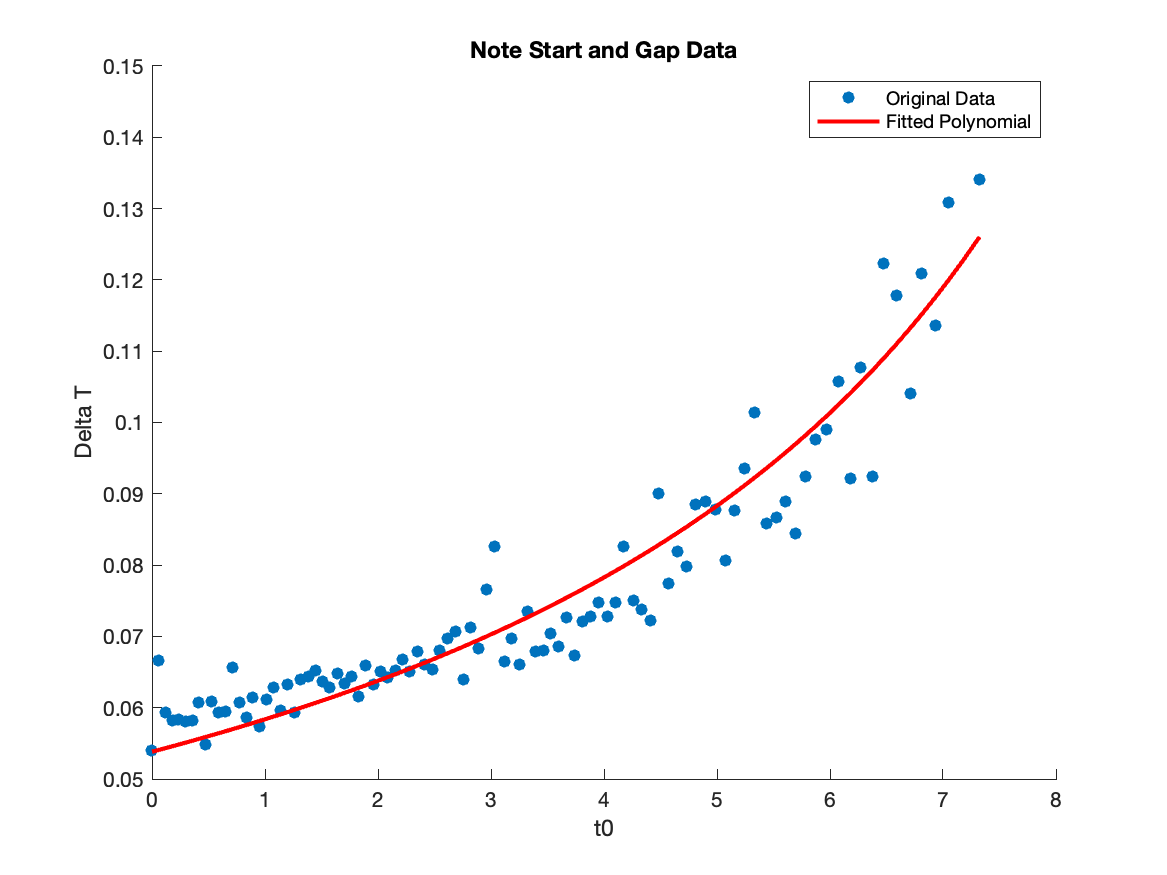 Note Start and Gap Data
0.15
0.14
0.13
0.12
0.11
0.1
0.09
0.08
0.07
0.06
0.05
Delta T
Original Data
Fitted Polynomial
0 1 2 3 4 5 6 7 8
t0